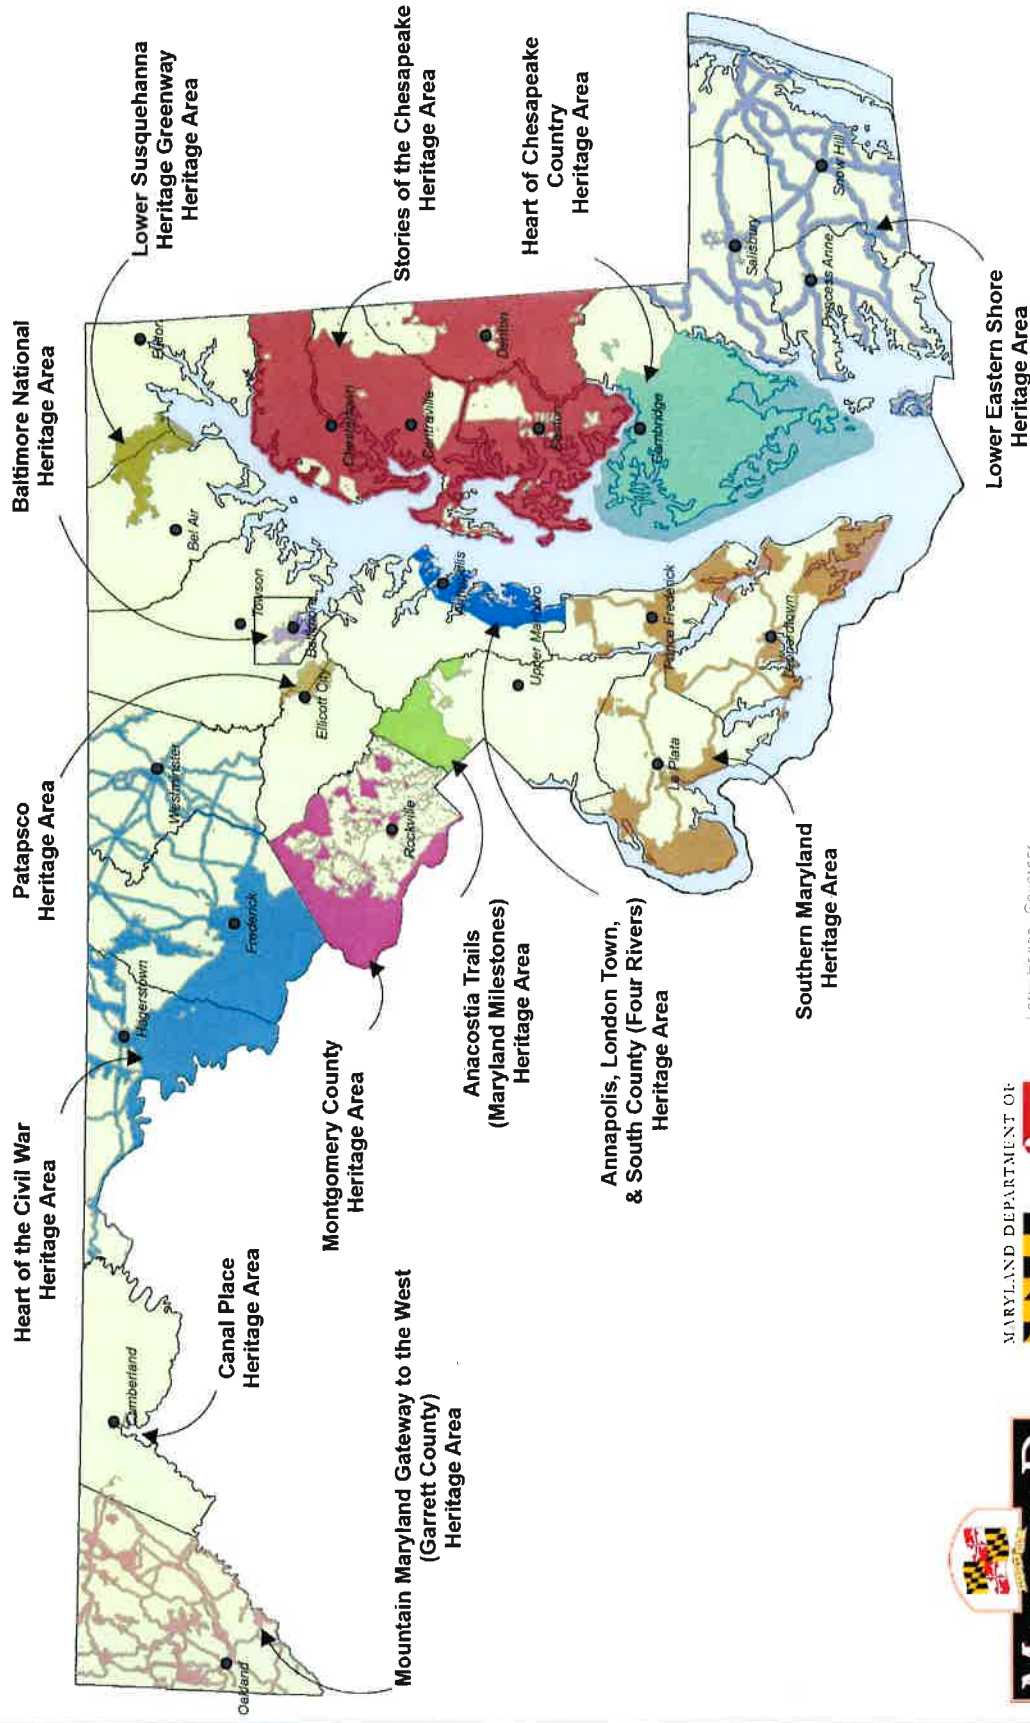 Heart of the Civil War
Heritage Area
Patapsco
Heritage Area
Baltimore National
Heritage Area
Lower Susquehanna
Heritage Greenway
Heritage Area
Stories of the Chesapeake
Heritage Area
Heart of Chesapeake
Country
Heritage Area
Lower Eastern Shore
Heritage Area
Canal Place
Heritage Area
Mountain Maryland Gateway to the West
(Garrett County)
Heritage Area
Montgomery County
Heritage Area
Anacostia Trails
(Maryland Milestones)
Heritage Area
Annapolis, London Town,
& South County (Four Rivers)
Heritage Area
Southern Maryland
Heritage Area
Oakland
Cumberland
Hagerstown
Frederick
Westminster
Rockville
Ellicott City
Towson
Baltimore
Bel Air
Elkton
Chestertown
Centreville
Denton
Easton
Cambridge
Annapolis
Upper Marlboro
Prince Frederick
La Plata
Leonardtown
Salisbury
Princess Anne
Snow Hill
MARYLAND DEPARTMENT OF